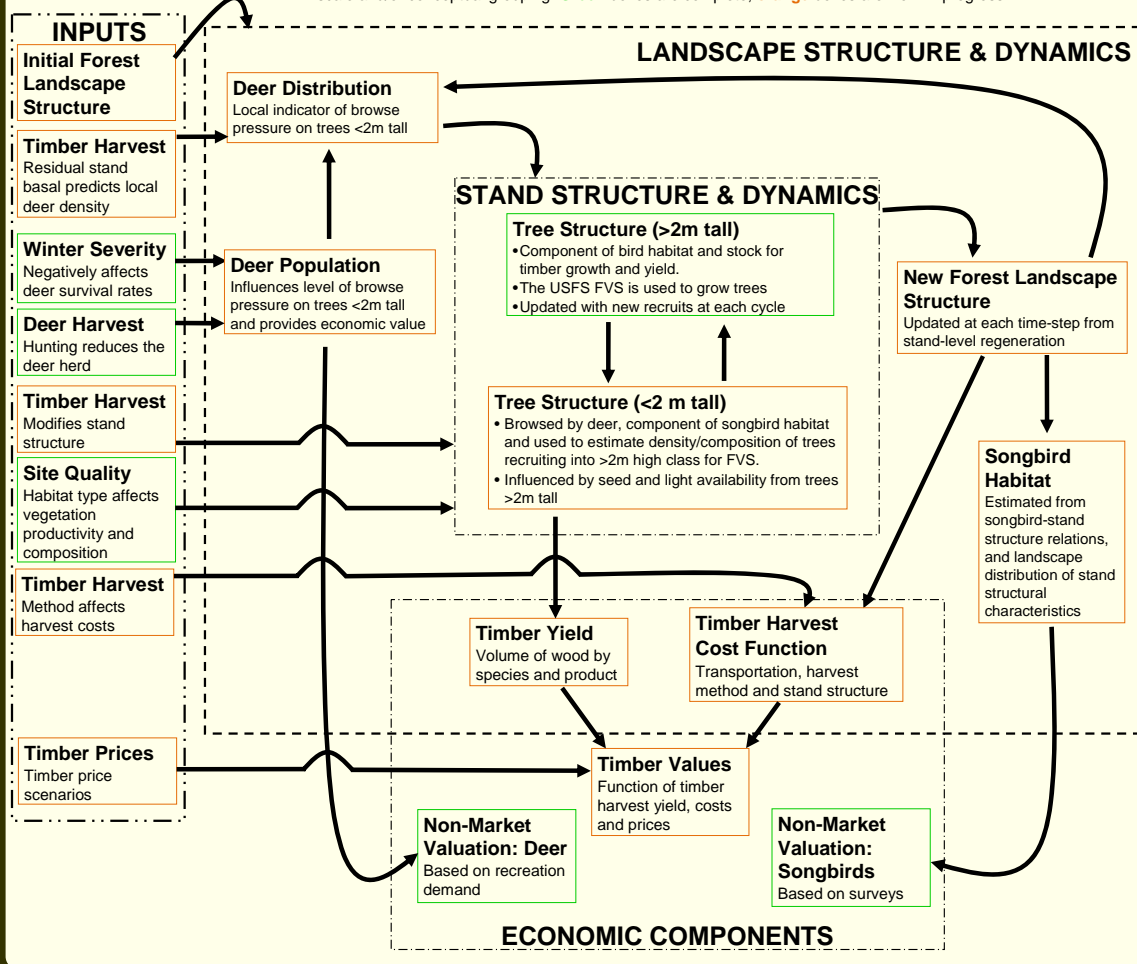 INPUTS
Initial Forest
Landscape
Structure
Timber Harvest
Residual stand
basal predicts local
deer density
Winter Severity
Negatively affects
deer survival rates
Deer Harvest
Hunting reduces the
deer herd
Timber Harvest
Modifies stand
structure
Site Quality
Habitat type affects
vegetation
productivity and
composition
Timber Harvest
Method affects
harvest costs
Timber Prices
Timber price
scenarios
LANDSCAPE STRUCTURE & DYNAMICS
Deer Distribution
Local indicator of browse
pressure on trees <2m tall
Deer Population
Influences level of browse
pressure on trees <2m tall
and provides economic value
STAND STRUCTURE & DYNAMICS
Tree Structure (>2m tall)
•Component of bird habitat and stock for
timber growth and yield.
•The USFS FVS is used to grow trees
•Updated with new recruits at each cycle
Tree Structure (<2 m tall)
• Browsed by deer, component of songbird habitat
and used to estimate density/composition of trees
recruiting into >2m high class for FVS.
• Influenced by seed and light availability from trees
>2m tall
New Forest Landscape
Structure
Updated at each time-step from
stand-level regeneration
Songbird
Habitat
Estimated from
songbird-stand
structure relations,
and landscape
distribution of stand
structural
characteristics
Timber Yield
Volume of wood by
species and product
Timber Harvest
Cost Function
Transportation, harvest
method and stand structure
Timber Values
Function of timber
harvest yield, costs
and prices
Non-Market
Valuation: Deer
Based on recreation
demand
Non-Market
Valuation:
Songbirds
Based on surveys
ECONOMIC COMPONENTS